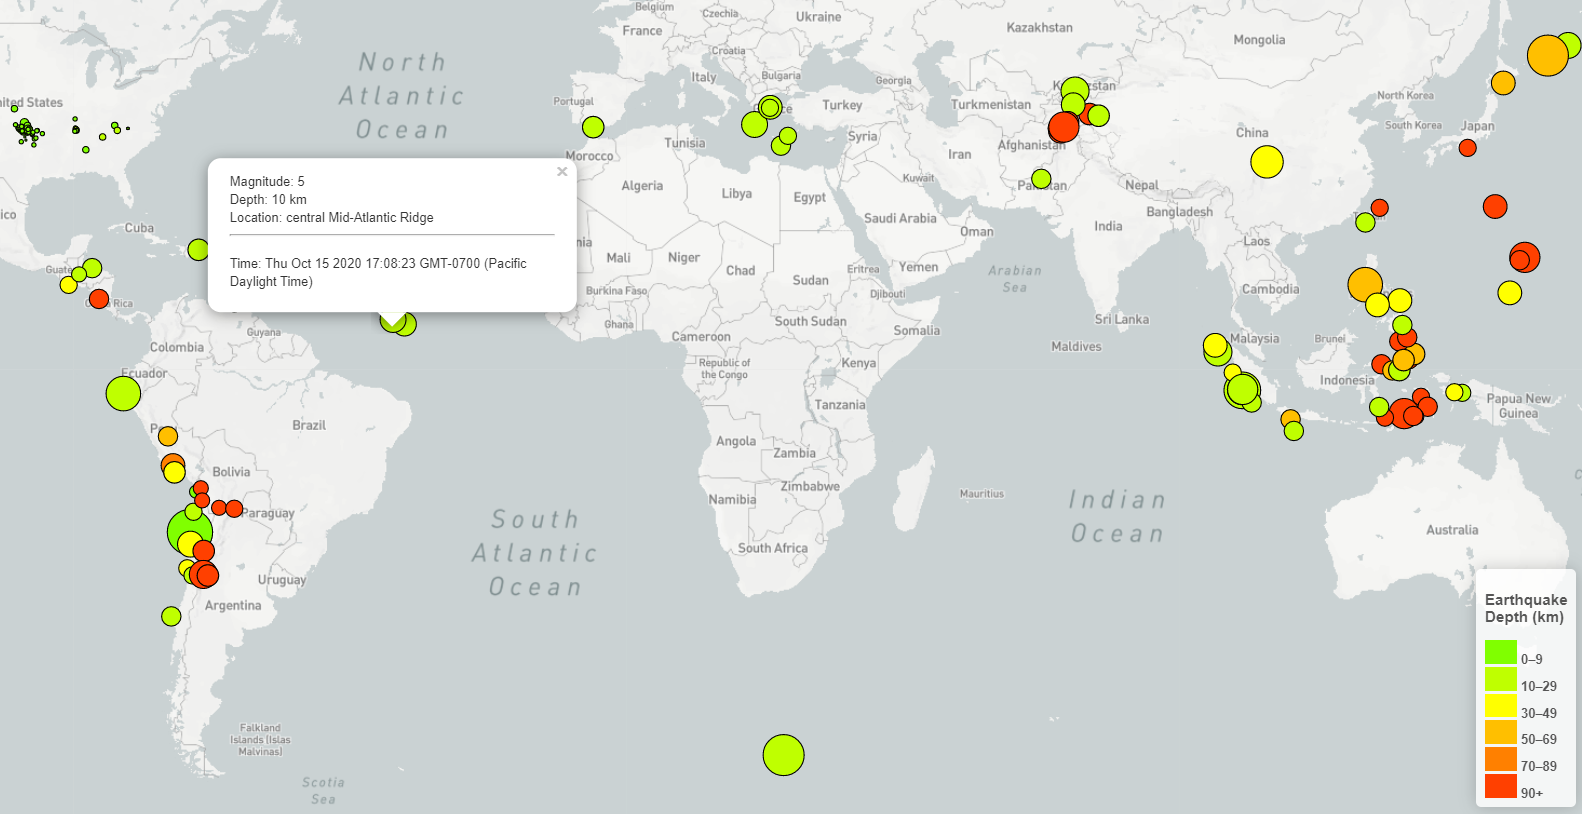 Belgium
Czechia
Ukraine
France
Kazakhstan
Mongolia
Croatia
North
Atlantic
Ocean
Italy
Bulgaria
Georgia
Portugal
Turkey
Turkmenistan
North Korea
South Korea
Japan
China
Tunisia
Syria
Afghanistan
Morocco
Iran
×
Magnitude: 5
Depth: 10 km
Location: central Mid-Atlantic Ridge
Time: Thu Oct 15 2020 17:08:23 GMT-0700 (Pacific
Daylight Time)
Algeria
Libya
Egypt
Kuwait
Nepal
Saudi Arabia
Bangladesh
India
Cuba
Oman
Laos
Mali
Niger
Chad
Sudan
Eritrea
Yemen
Arabian
Sea
Burkina Faso
Djibouti
Cambodia
Ghana
South Sudan
Somalia
Sri Lanka
Guyana
Cameroon
Colombia
Maldives
Malaysia
Brunei
Republic of
the Congo
Kenya
Ecuador
Indonesia
Tanzania
Papua New
Guinea
Brazil
Angola
Zambia
Bolivia
Zimbabwe
Namibia
Mauritius
Indian
Ocean
Paraguay
South
Atlantic
Ocean
Australia
South Africa
Uruguay
Argentina
Falkland
Islands (Islas
Malvinas)
Scotia
Sea
Earthquake
Depth (km)
0–9
10–29
30–49
50–69
70–89
90+